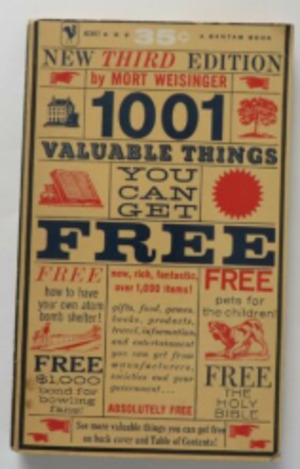 35¢
A BANTAM BOOK
NEW THIRD EDITION
by MORT WEISINGER
1001
VALUABLE THINGS
YOU
CAN
GET
FREE
FREE
how to have
your own atom
bomb shelter!
FREE
$1,000
bond for
bowling
fans!
new, rich, fantastic,
over 1,000 items!
gifts, food, games,
books, products,
travel, information,
and entertainment
you can get from
manufacturers,
societies and your
government...
ABSOLUTELY FREE
FREE
pets for
the children!
FREE
THE
HOLY
BIBLE
See more valuable things you can get free
on back cover and Table of Contents!